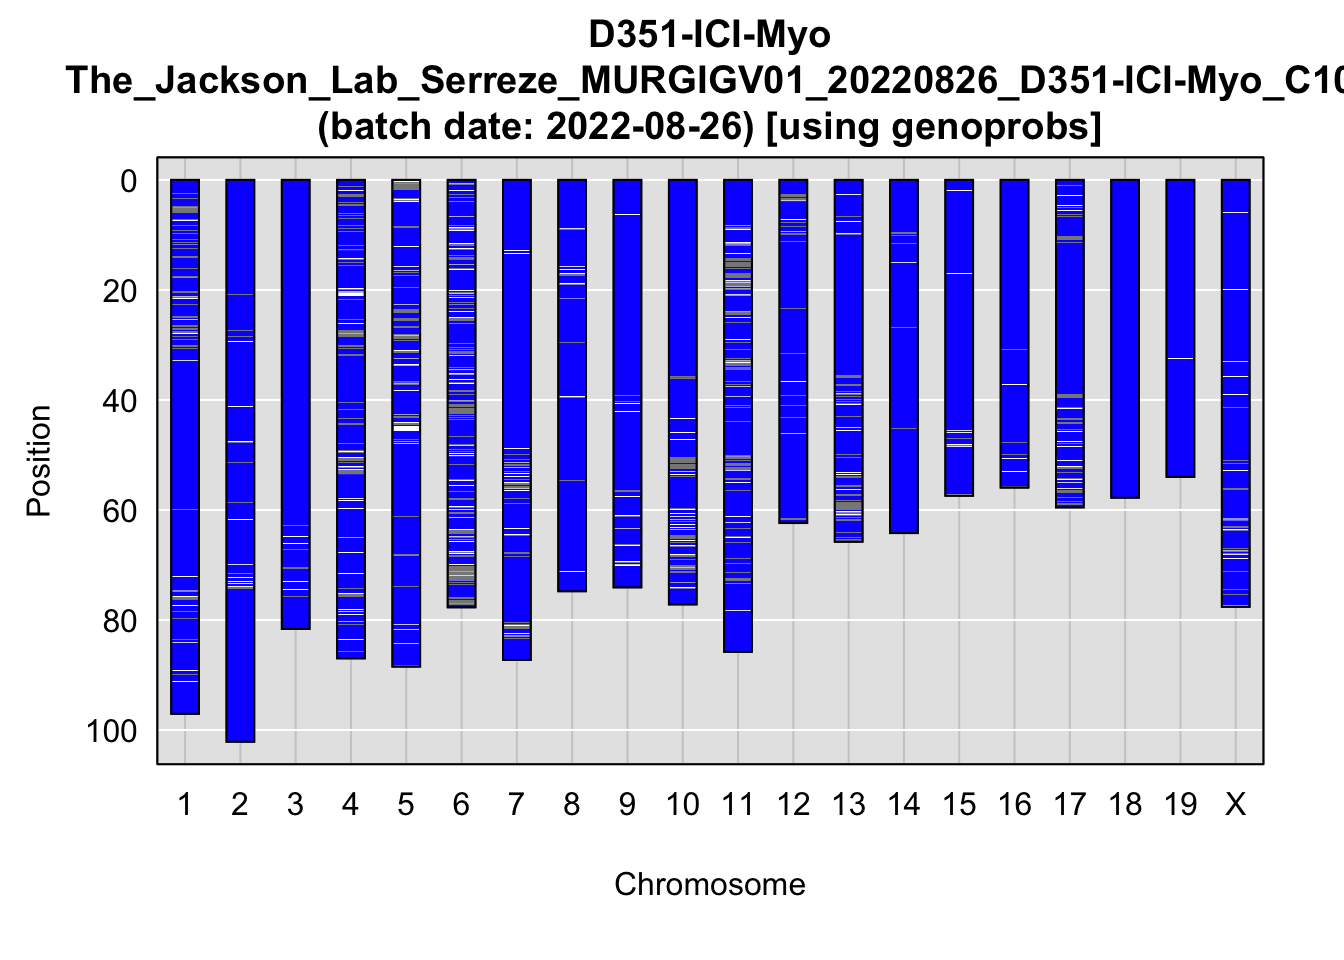 D351-ICI-Myo
The_Jackson_Lab_Serreze_MURGIGV01_20220826_D351-ICI-Myo_C10
(batch date: 2022-08-26) [using genoprobs]
0
20
40
60
80
100
Position
1 2 3 4 5 6 7 8 9 10 11 12 13 14 15 16 17 18 19 X
Chromosome